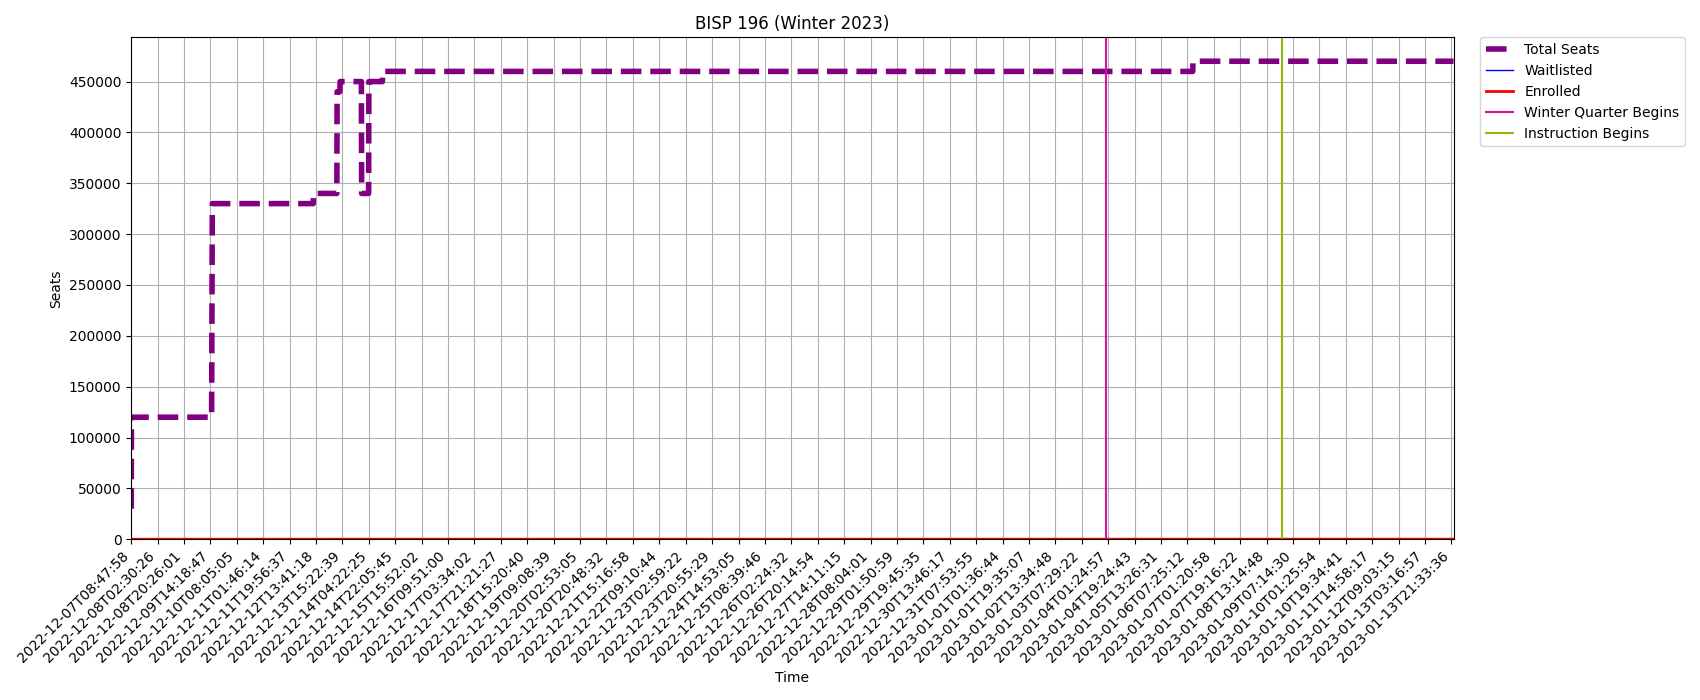 BISP 196 (Winter 2023)
Total Seats
Waitlisted
Enrolled
Winter Quarter Begins
Instruction Begins
Seats
450000
400000
350000
300000
250000
200000
150000
100000
50000
0
2022-12-07T08:47:58
2022-12-08T02:30:26
2022-12-08T20:26:01
2022-12-09T14:18:47
2022-12-10T08:05:05
2022-12-11T01:46:14
2022-12-11T19:56:37
2022-12-12T13:41:18
2022-12-13T15:22:39
2022-12-14T04:22:25
2022-12-14T22:05:45
2022-12-15T15:52:02
2022-12-16T09:51:00
2022-12-17T03:34:02
2022-12-17T21:21:27
2022-12-18T15:20:40
2022-12-19T09:08:39
2022-12-20T02:53:05
2022-12-20T20:48:32
2022-12-21T15:16:58
2022-12-22T09:10:44
2022-12-23T02:59:22
2022-12-23T20:55:29
2022-12-24T14:53:05
2022-12-25T08:39:46
2022-12-26T02:24:32
2022-12-26T20:14:54
2022-12-27T14:11:15
2022-12-28T08:04:01
2022-12-29T01:50:59
2022-12-29T19:45:35
2022-12-30T13:46:17
2022-12-31T07:53:55
2023-01-01T01:36:44
2023-01-01T19:35:07
2023-01-02T13:34:48
2023-01-03T07:29:22
2023-01-04T01:24:57
2023-01-04T19:24:43
2023-01-05T13:26:31
2023-01-06T07:25:12
2023-01-07T01:20:58
2023-01-07T19:16:22
2023-01-08T13:14:48
2023-01-09T07:14:30
2023-01-10T01:25:54
2023-01-10T19:34:41
2023-01-11T14:58:17
2023-01-12T09:03:15
2023-01-13T03:16:57
2023-01-13T21:33:36
Time